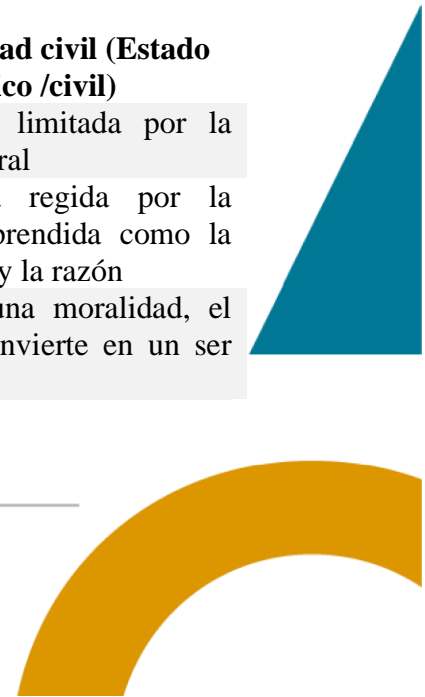 ad civil (Estado
ico /civil)
limitada por la
ral
regida por la
prendida como la
y la razón
una moralidad, el
nvierte en un ser